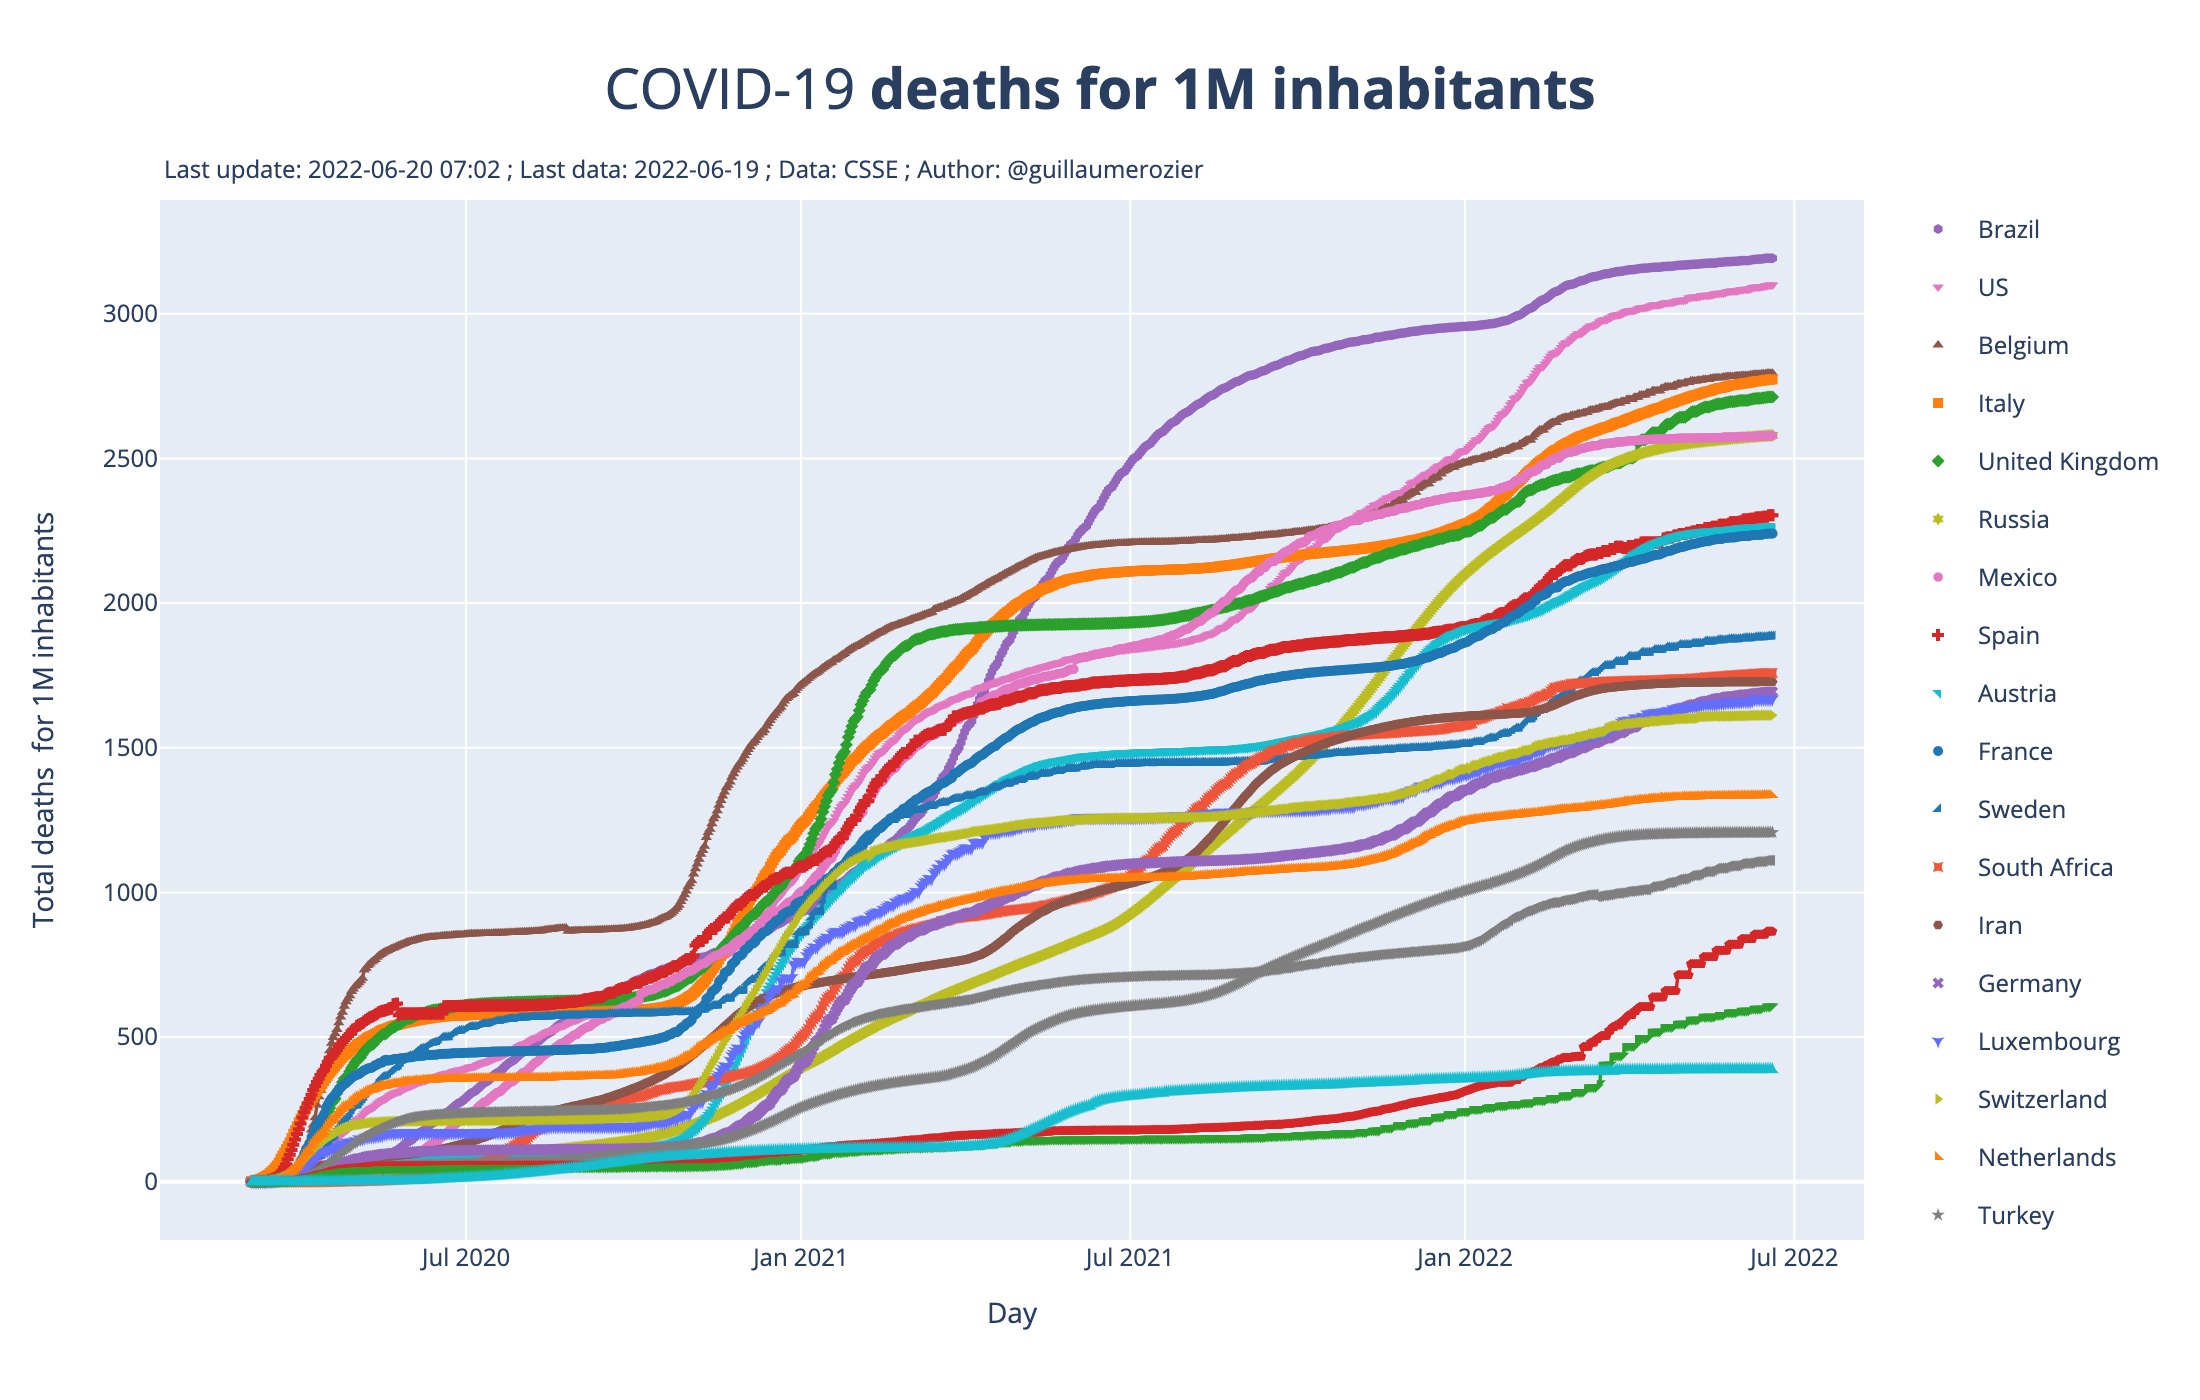 COVID-19 deaths for 1M inhabitants
Last update: 2022-06-20 07:02 ; Last data: 2022-06-19 ; Data: CSSE ; Author: @guillaumerozier
Total deaths for 1M inhabitants
3000
2500
2000
1500
1000
500
0
Jul 2020
Jan 2021
Jul 2021
Jan 2022
Jul 2022
Day
Brazil
US
Belgium
Italy
United Kingdom
Russia
Mexico
Spain
Austria
France
Sweden
South Africa
Iran
Germany
Luxembourg
Switzerland
Netherlands
Turkey